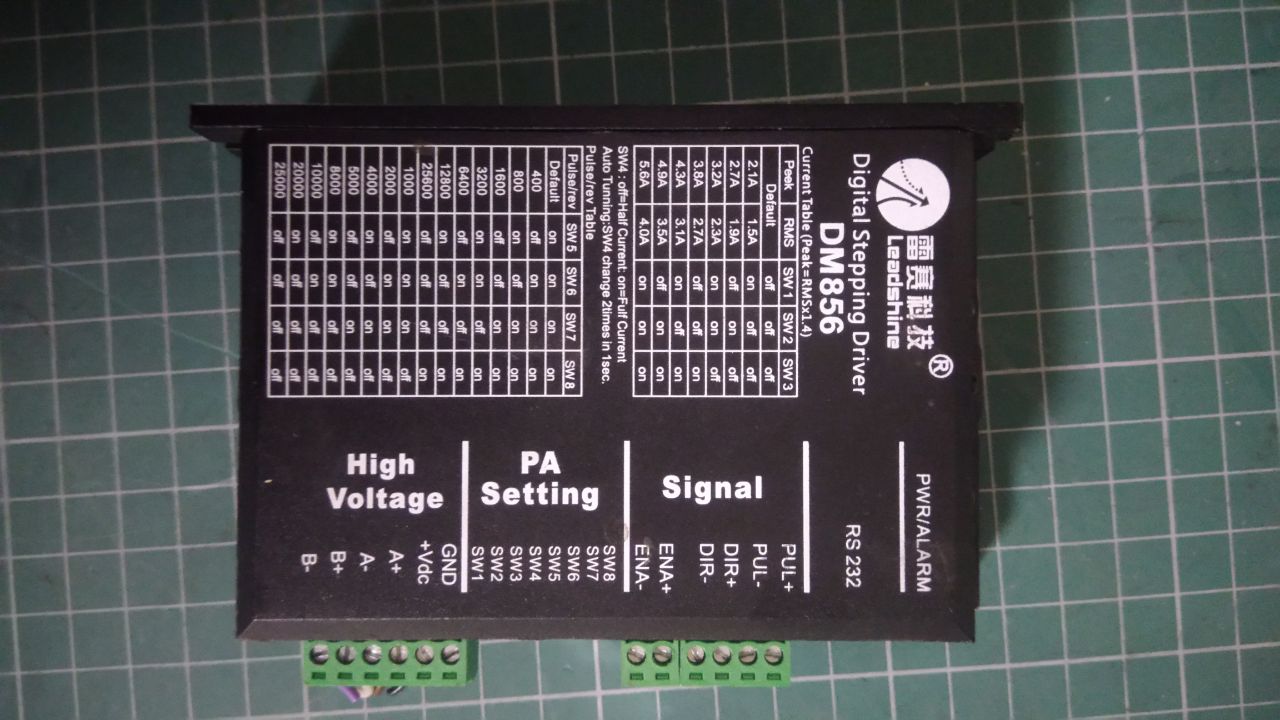 雷赛科技®
Leadshine
Digital Stepping Driver
DM856
Current Table (Peak=RMSx1.4)
Peek RMS SW1 SW2 SW3
Default off off off
2.1A 1.5A on off off
2.7A 1.9A off on off
3.2A 2.3A on on off
3.8A 2.7A off off on
4.3A 3.1A on off on
4.9A 3.5A off on on
5.6A 4.0A on on on
SW4 : off=Half Current: on=Full Current
Auto Tunning:SW4 change 2times in 1sec.
Pulse/rev Table
Pulse/rev SW5 SW6 SW7 SW8
Default on on on on
400 off on on on
800 on off on on
1600 off off on on
3200 on on off on
6400 off on off on
12800 on off off on
25600 off off off on
1000 on on on off
2000 off on on off
4000 on off on off
5000 off off on off
8000 on on off off
10000 off on off off
20000 on off off off
25000 off off off off
PWR/ALARM
RS 232
Signal
PUL+
PUL-
DIR+
DIR-
ENA+
ENA-
PA
Setting
SW8
SW7
SW6
SW5
SW4
SW3
SW2
SW1
High
Voltage
GND
+Vdc
A+
A-
B+
B-